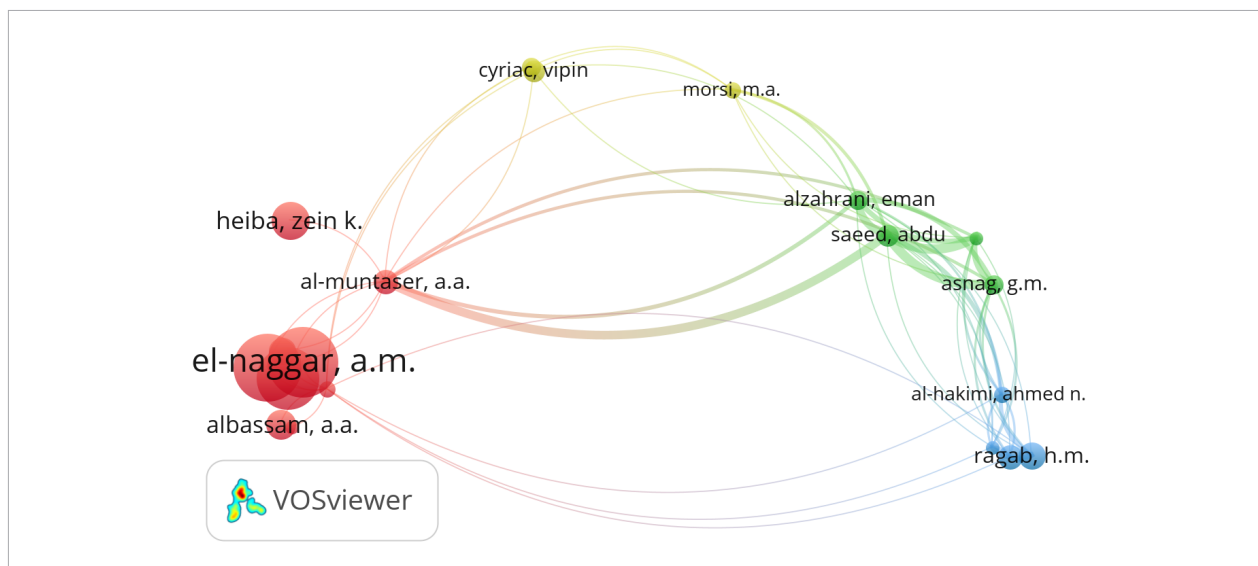 cyriac, vipin
morsi, m.a.
alzahrani, eman
heiba, zein k.
saeed, abdu
al-muntaser, a.a.
asnag, g.m.
el-naggar, a.m.
al-hakimi, ahmed n.
albassam, a.a.
ragab, h.m.
VOSviewer